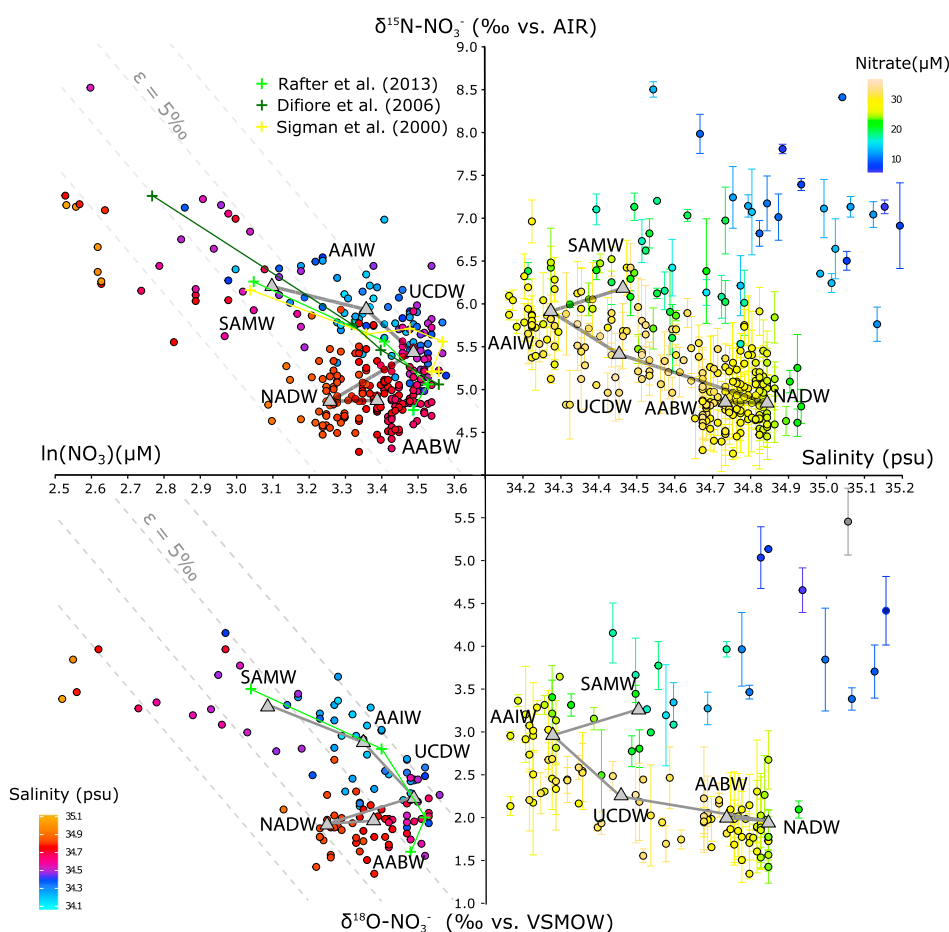 δ¹⁵N-NO₃⁻ (‰ vs. AIR)
9.0
8.5
8.0
7.5
7.0
6.5
6.0
5.5
5.0
4.5
ε = 5‰
Rafter et al. (2013)
Difiore et al. (2006)
Sigman et al. (2000)
AAIW
UCDW
SAMW
NADW
AABW
ln(NO₃)(μM)
Nitrate(μM)
30
20
10
SAMW
AAIW
UCDW
AABW
NADW
Salinity (psu)
2.5 2.6 2.7 2.8 2.9 3.0 3.1 3.2 3.3 3.4 3.5 3.6
34.2 34.3 34.4 34.5 34.6 34.7 34.8 34.9 35.0 35.1 35.2
ε = 5‰
SAMW
AAIW
UCDW
NADW
AABW
Salinity (psu)
35.1
34.9
34.7
34.5
34.3
34.1
5.5
5.0
4.5
4.0
3.5
3.0
2.5
2.0
1.5
1.0
SAMW
AAIW
AABW
UCDW
NADW
δ¹⁸O-NO₃⁻ (‰ vs. VSMOW)